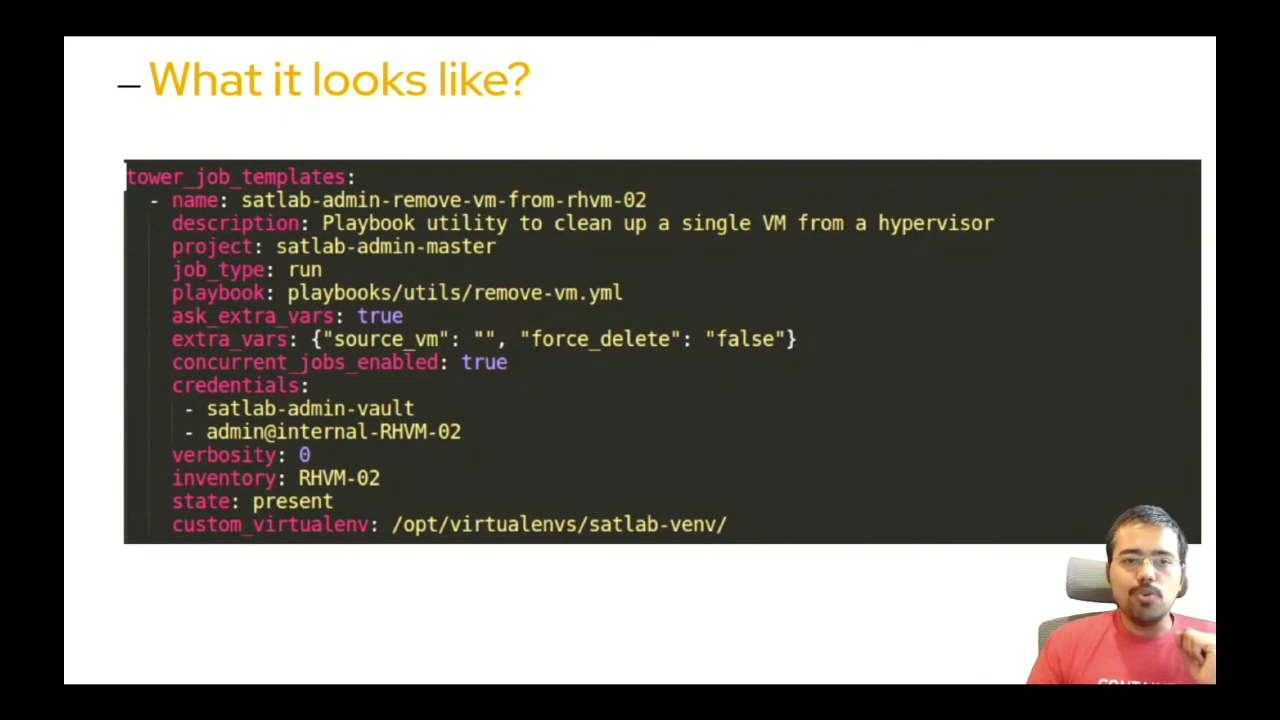 — What it looks like?
tower_job_templates:
- name: satlab-admin-remove-vm-from-rhvm-02
description: Playbook utility to clean up a single VM from a hypervisor
project: satlab-admin-master
job_type: run
playbook: playbooks/utils/remove-vm.yml
ask_extra_vars: true
extra_vars: {"source_vm": "", "force_delete": "false"}
concurrent_jobs_enabled: true
credentials:
- satlab-admin-vault
- admin@internal-RHVM-02
verbosity: 0
inventory: RHVM-02
state: present
custom_virtualenv: /opt/virtualenvs/satlab-venv/